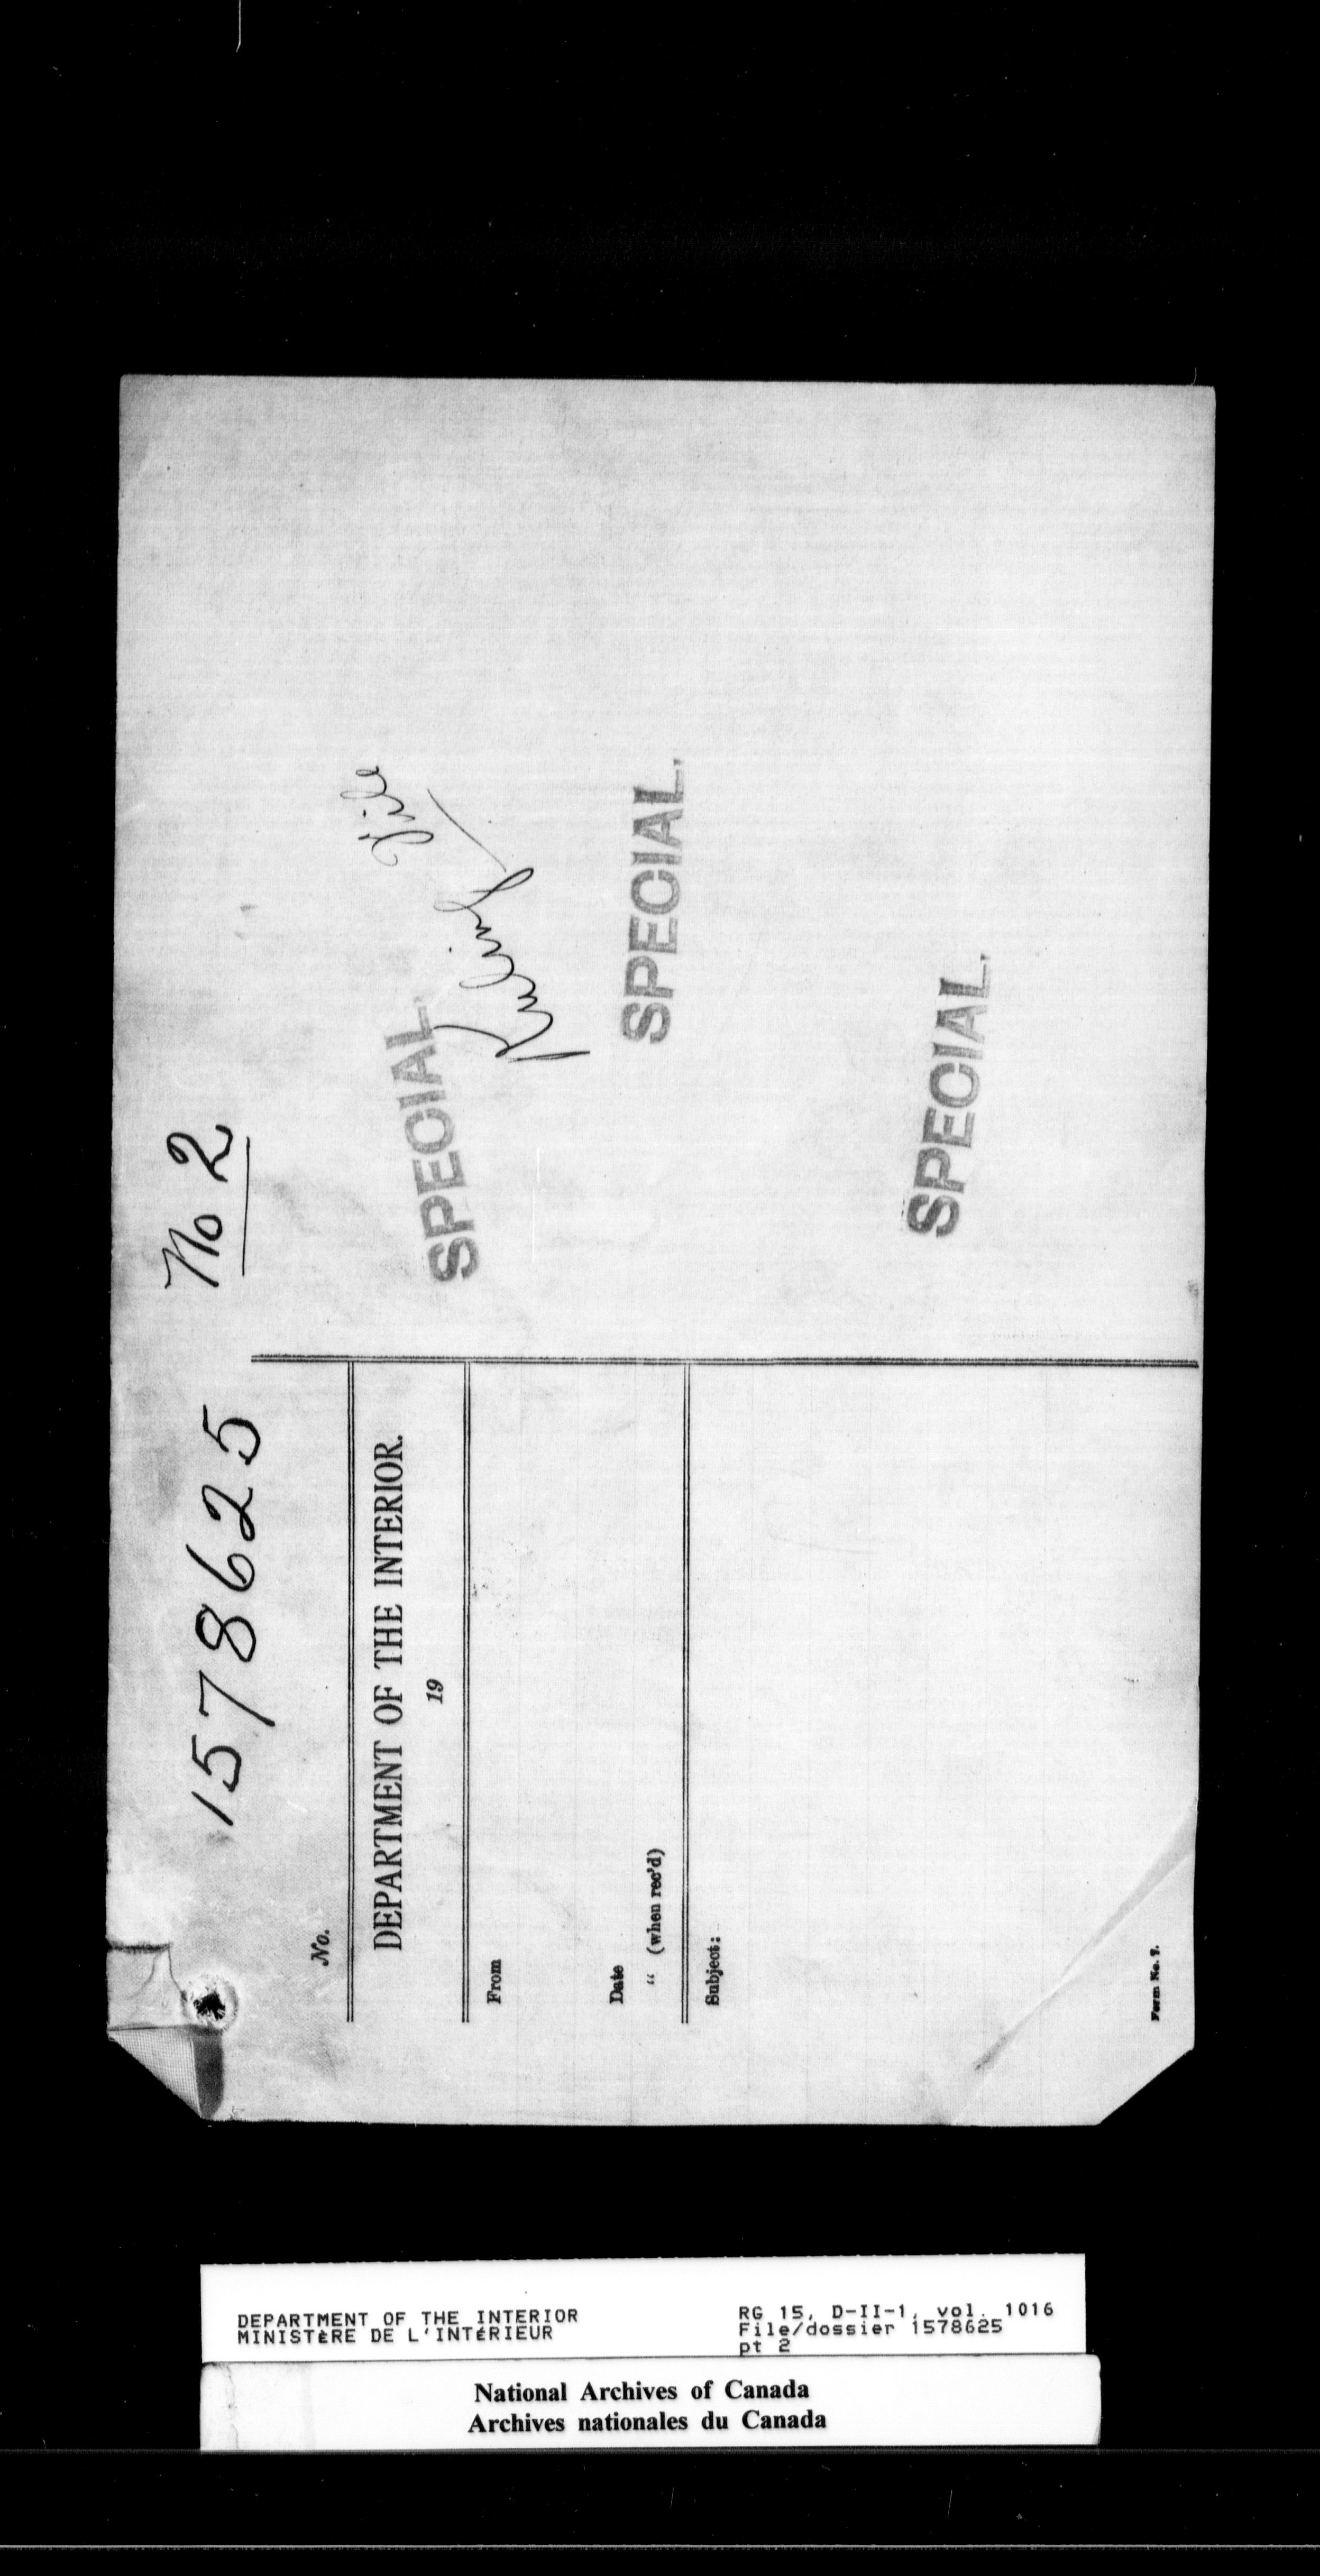 1578625 No 2
No.
DEPARTMENT OF THE INTERIOR.
19
From
Date
“ (when rec'd)
Subject:
Form No. 7.
SPECIAL.
Ruling File
SPECIAL.
SPECIAL.
DEPARTMENT OF THE INTERIOR
MINISTèRE DE L'INTéRIEUR
RG 15, D-II-1, vol. 1016
File/dossier 1578625
pt 2
National Archives of Canada
Archives nationales du Canada